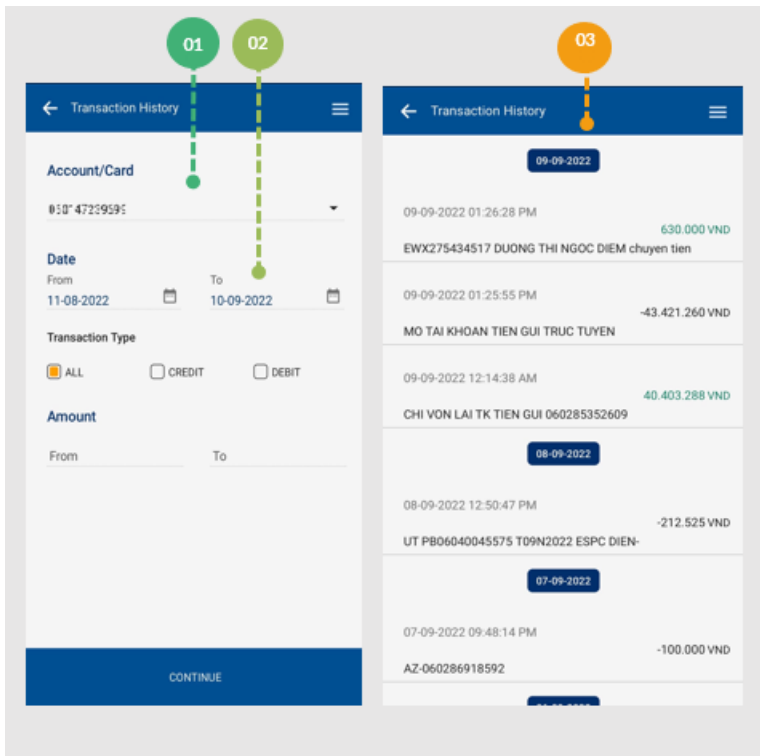 01
02
03
Transaction History
Account/Card
Date
From
To
11-08-2022
10-09-2022
Transaction Type
ALL
CREDIT
DEBIT
Amount
From
To
CONTINUE
Transaction History
09-09-2022
09-09-2022 01:26:28 PM
630.000 VND
EWX275434517 DUONG THI NGOC DIEM chuyen tien
09-09-2022 01:25:55 PM
-43.421.260 VND
MO TAI KHOAN TIEN GUI TRUC TUYEN
09-09-2022 12:14:38 AM
40.403.288 VND
CHI VON LAI TK TIEN GUI 060285352609
08-09-2022
08-09-2022 12:50:47 PM
-212.525 VND
UT PB06040045575 T09N2022 ESPC DIEN-
07-09-2022
07-09-2022 09:48:14 PM
-100.000 VND
AZ-060286918592